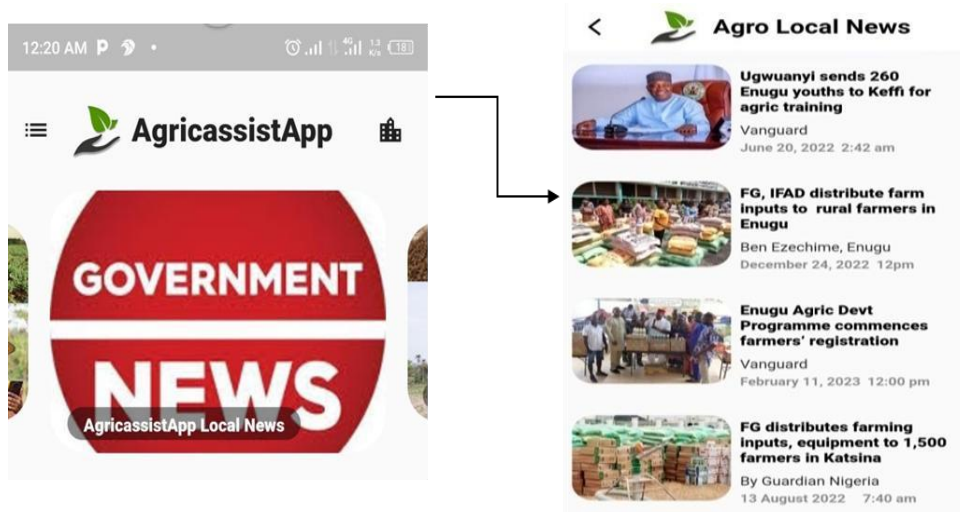 12:20 AM
4G 1.3 K/s 18
AgricassistApp
GOVERNMENT
NEWS
AgricassistApp Local News
Agro Local News
Ugwuanyi sends 260
Enugu youths to Keffi for
agric training
Vanguard
June 20, 2022 2:42 am
FG, IFAD distribute farm
inputs to rural farmers in
Enugu
Ben Ezechime, Enugu
December 24, 2022 12pm
Enugu Agric Devt
Programme commences
farmers' registration
Vanguard
February 11, 2023 12:00 pm
FG distributes farming
inputs, equipment to 1,500
farmers in Katsina
By Guardian Nigeria
13 August 2022 7:40 am